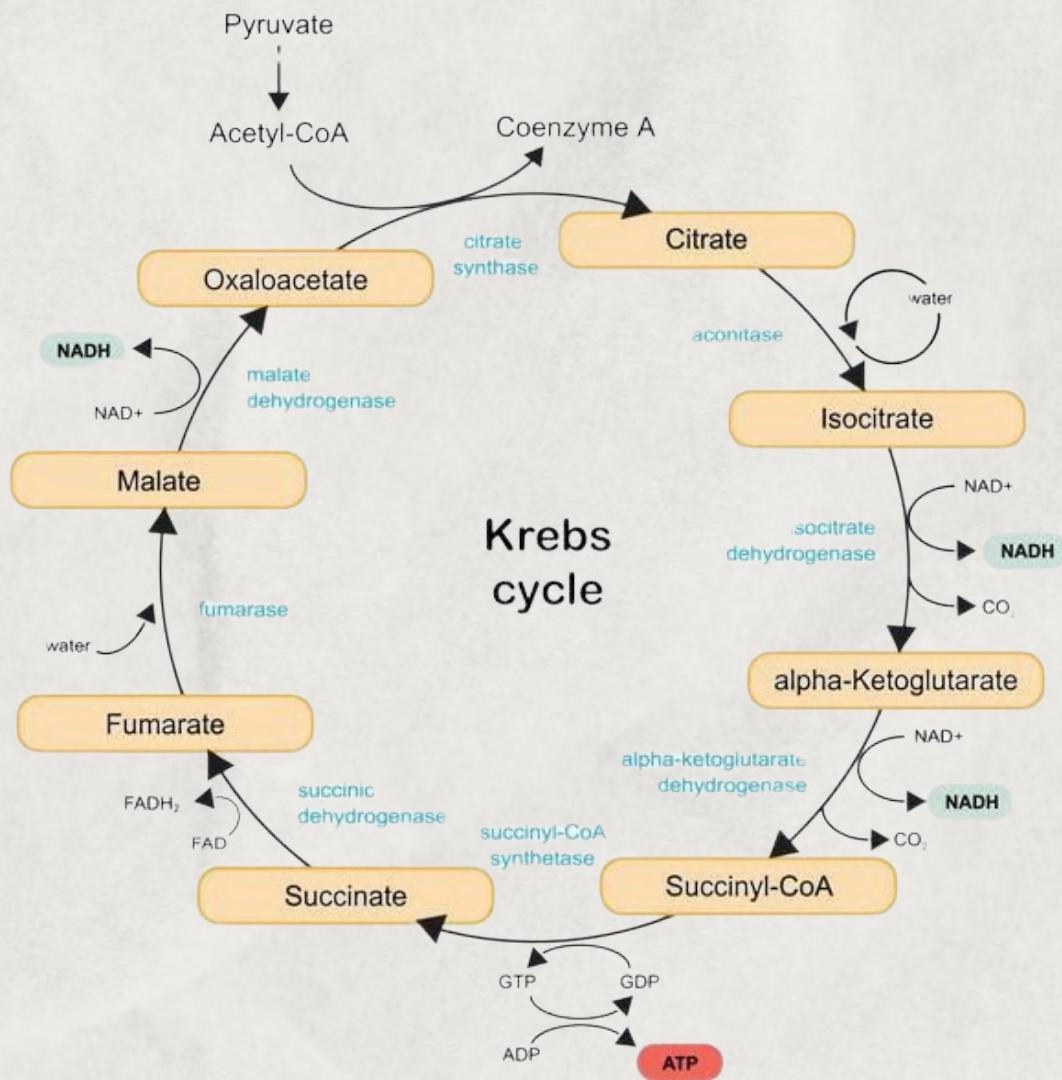 Pyruvate
Acetyl-CoA
Coenzyme A
Citrate
citrate
synthase
Oxaloacetate
water
aconitase
NADH
NAD+
malate
dehydrogenase
Isocitrate
Malate
NAD+
socitrate
dehydrogenase
NADH
CO₂
Krebs
cycle
fumarase
water
alpha-Ketoglutarate
Fumarate
NAD+
alpha-ketoglutarate
dehydrogenase
NADH
CO₂
succinic
dehydrogenase
FADH₂
FAD
succinyl-CoA
synthetase
Succinyl-CoA
Succinate
GTP
GDP
ADP
ATP